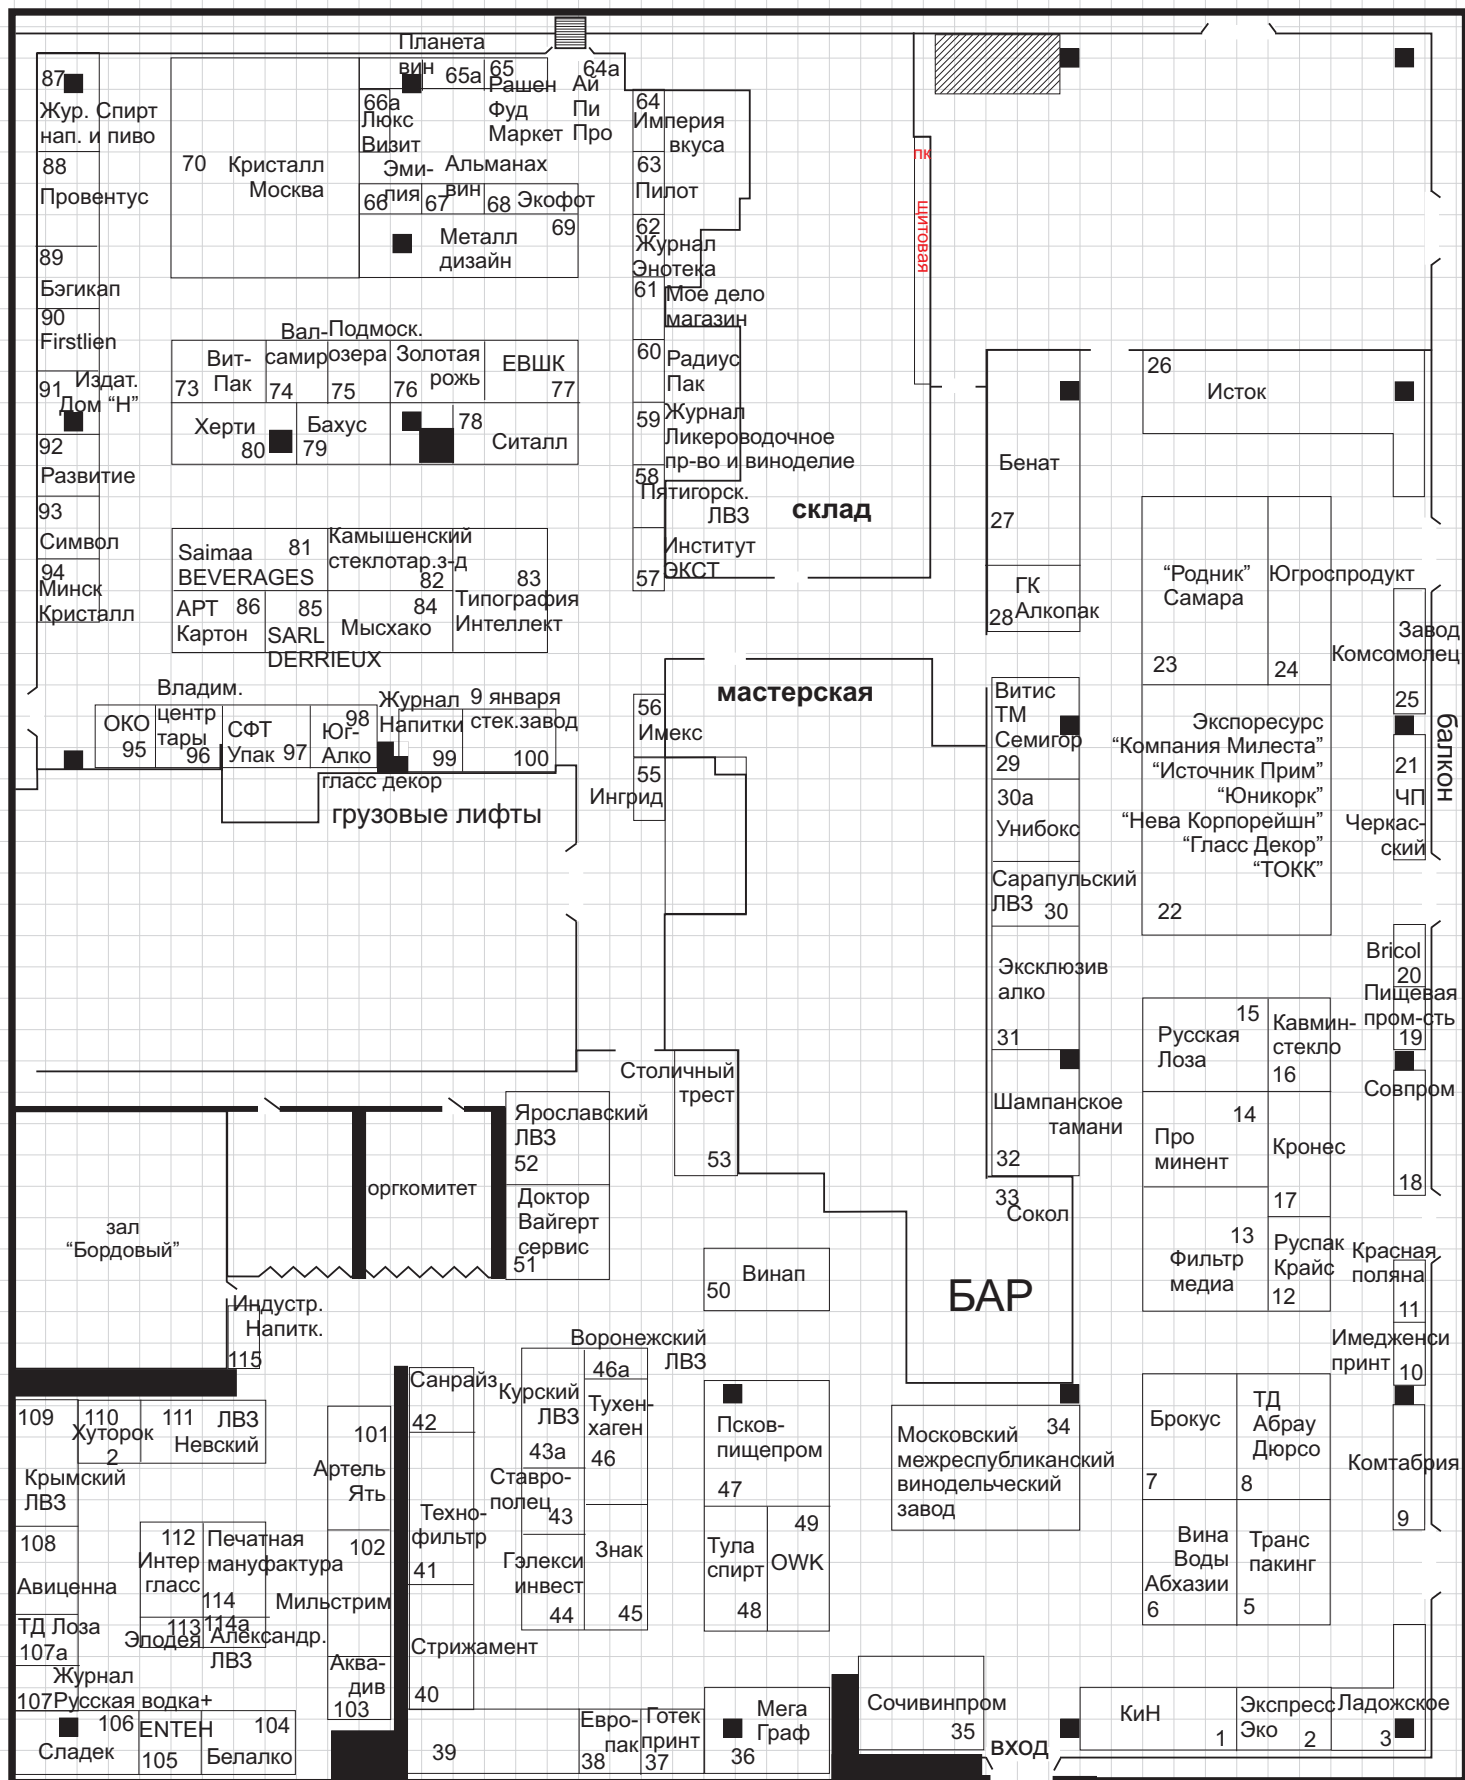 Планета
вин
65а
65
Рашен
Фуд
Маркет
64а
Ай
Пи
Про
87
Жур. Спирт
нап. и пиво
88
Провентус
89
Бэгикап
90
Firstlien
91
Издат.
Дом “Н”
92
Развитие
93
Символ
94
Минск
Кристалл
70
Кристалл
Москва
66а
Люкс
Визит
Эми-
лия
66
Альманах
вин
67
68
Экофот
69
Металл
дизайн
64
Империя
вкуса
63
Пилот
62
Журнал
Энотека
61
Мое дело
магазин
60
Радиус
Пак
59
Журнал
Ликероводочное
пр-во и виноделие
58
Пятигорск.
ЛВЗ
Институт
ЭКСТ
57
пк
щитовая
склад
Вит-
Пак
73
Вал-
самир
74
Подмоск.
озера
75
Золотая
рожь
76
ЕВШК
77
Херти
80
Бахус
79
78
Ситалл
Saimaa
BEVERAGES
81
Камышенский
стеклотар.з-д
82
83
Типография
Интеллект
АРТ
Картон
86
85
SARL
DERRIEUX
84
Мысхако
ОКО
95
Владим.
центр
тары
96
СФТ
Упак
97
98
Юг-
Алко
гласс декор
Журнал
Напитки
99
9 января
стек.завод
100
грузовые лифты
56
Имекс
55
Ингрид
мастерская
26
Исток
Бенат
27
ГК
Алкопак
28
“Родник”
Самара
23
Югроспродукт
24
Завод
Комсомолец
25
балкон
Витис
ТМ
Семигор
29
30а
Унибокс
Сарапульский
ЛВЗ
30
Эксклюзив
алко
31
Шампанское
тамани
32
33
Сокол
Экспоресурс
“Компания Милеста”
“Источник Прим”
“Юникорк”
“Нева Корпорейшн”
“Гласс Декор”
“ТОКК”
22
21
ЧП
Черкас-
ский
Bricol
20
Пищевая
пром-сть
19
Совпром
18
15
Русская
Лоза
Кавмин-
стекло
16
14
Про
минент
Кронес
17
13
Фильтр
медиа
Руспак
Крайс
12
Красная
поляна
11
Имедженси
принт
10
Столичный
трест
53
Ярославский
ЛВЗ
52
Доктор
Вайгерт
сервис
51
оргкомитет
зал
“Бордовый”
Индустр.
Напитк.
115
50
Винап
БАР
Воронежский
ЛВЗ
46а
Тухен-
хаген
46
Санрайз
42
Курский
ЛВЗ
43а
Ставро-
полец
43
Гэлекси
инвест
44
Знак
45
Техно-
фильтр
41
Стрижамент
40
39
Псков-
пищепром
47
Тула
спирт
48
49
OWK
34
Московский
межреспубликанский
винодельческий
завод
Брокус
7
ТД
Абрау
Дюрсо
8
Комтабрия
9
Вина
Воды
Абхазии
6
Транс
пакинг
5
109
Крымский
ЛВЗ
110
Хуторок
2
111
ЛВЗ
Невский
101
Артель
Ять
108
Авиценна
112
Интер
гласс
Печатная
мануфактура
114
102
Мильстрим
ТД Лоза
107а
113
Элодея
114а
Александр.
ЛВЗ
Аква-
див
103
Журнал
107
Русская водка+
106
Сладек
ENTEH
105
104
Белалко
Евро-
пак
38
Готек
принт
37
Мега
Граф
36
Сочивинпром
35
вход
КиН
1
Экспресс
Эко
2
Ладожское
3